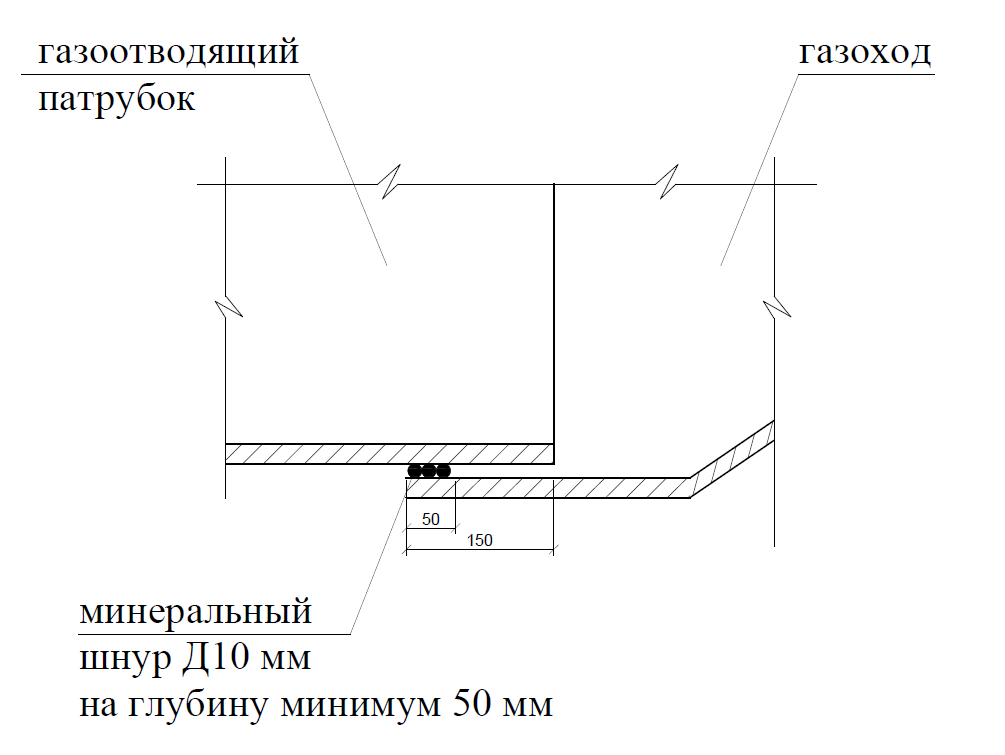 газоотводящий
патрубок
газоход
50
150
минеральный
шнур Д10 мм
на глубину минимум 50 мм